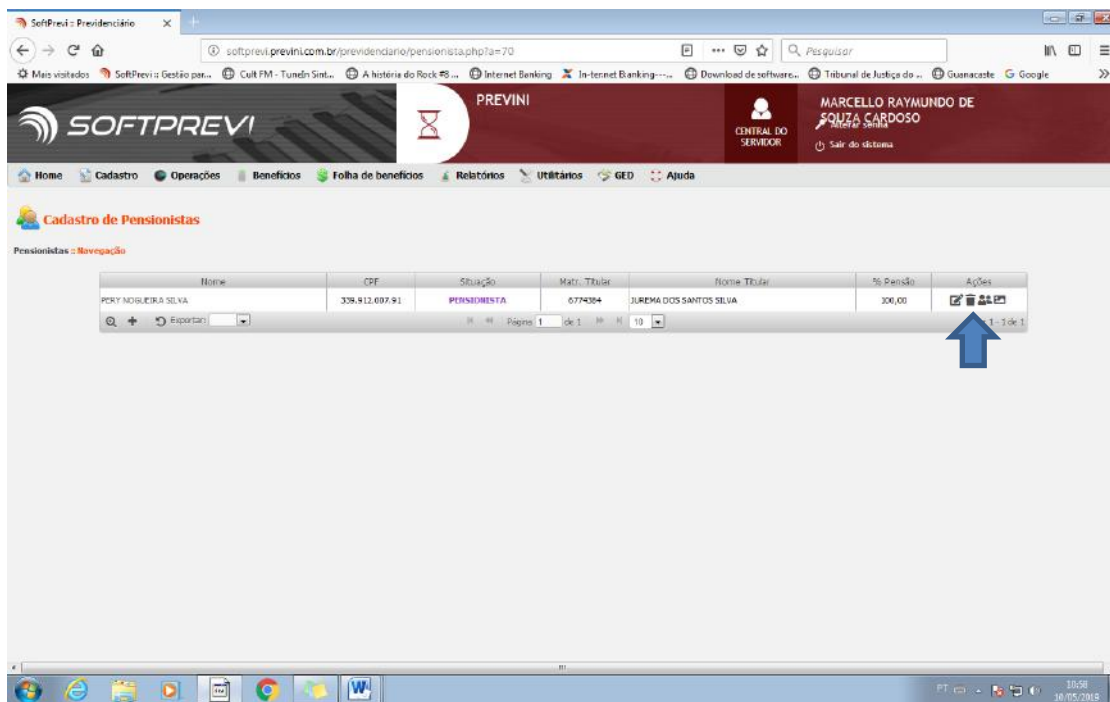 SoftPrevi :: Previdenciário
softprevi.previni.com.br/previdenciario/pensionista.php?a=70
Pesquisar
Mais visitados SoftPrevi :: Gestão par... Cult FM - TuneIn Sint... A história do Rock #8 ... Internet Banking In-ternet Banking---... Download de software... Tribunal de Justiça do ... Guanacaste Google
SOFTPREVI
PREVINI
CENTRAL DO
SERVIDOR
MARCELLO RAYMUNDO DE
SOUZA CARDOSO
Alterar senha
Sair do sistema
Home Cadastro Operações Benefícios Folha de benefícios Relatórios Utilitários GED Ajuda
Cadastro de Pensionistas
Pensionistas :: Navegação
Nome CPF Situação Matr. Titular Nome Titular % Pensão Ações
PERY NOGUEIRA SILVA 339.912.007.91 PENSIONISTA 6774384 JUREMA DOS SANTOS SILVA 100,00
Exportar: Página 1 de 1 10 1 - 1 de 1
PT 10:58
10/05/2019